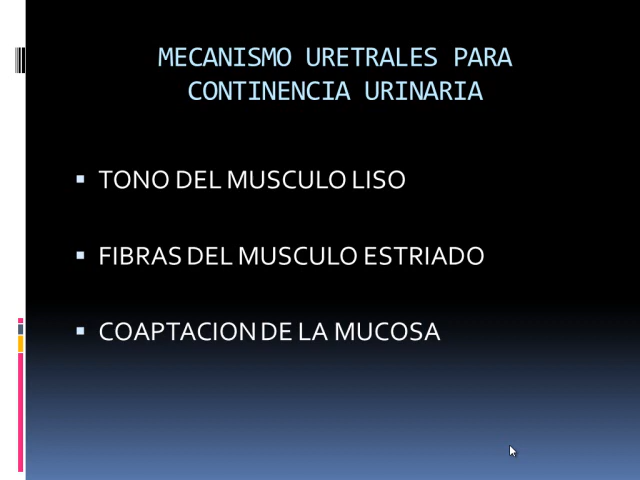 MECANISMO URETRALES PARA
CONTINENCIA URINARIA
TONO DEL MUSCULO LISO
FIBRAS DEL MUSCULO ESTRIADO
COAPTACION DE LA MUCOSA